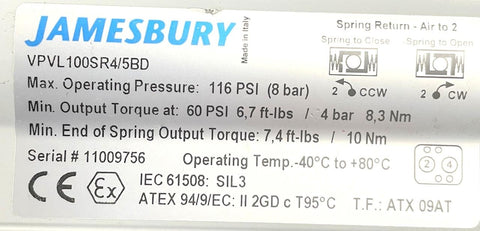 JAMESBURY
Made in Italy
Spring Return - Air to 2
Spring to Close
Spring to Open
VPVL100SR4/5BD
2 CCW
2 CW
Max. Operating Pressure: 116 PSI (8 bar)
Min. Output Torque at: 60 PSI 6,7 ft-lbs / 4 bar 8,3 Nm
Min. End of Spring Output Torque: 7,4 ft-lbs / 10 Nm
Serial # 11009756
Operating Temp.-40°C to +80°C
2 4
CE Ex
IEC 61508: SIL3
ATEX 94/9/EC: II 2GD c T95°C
T.F.: ATX 09AT